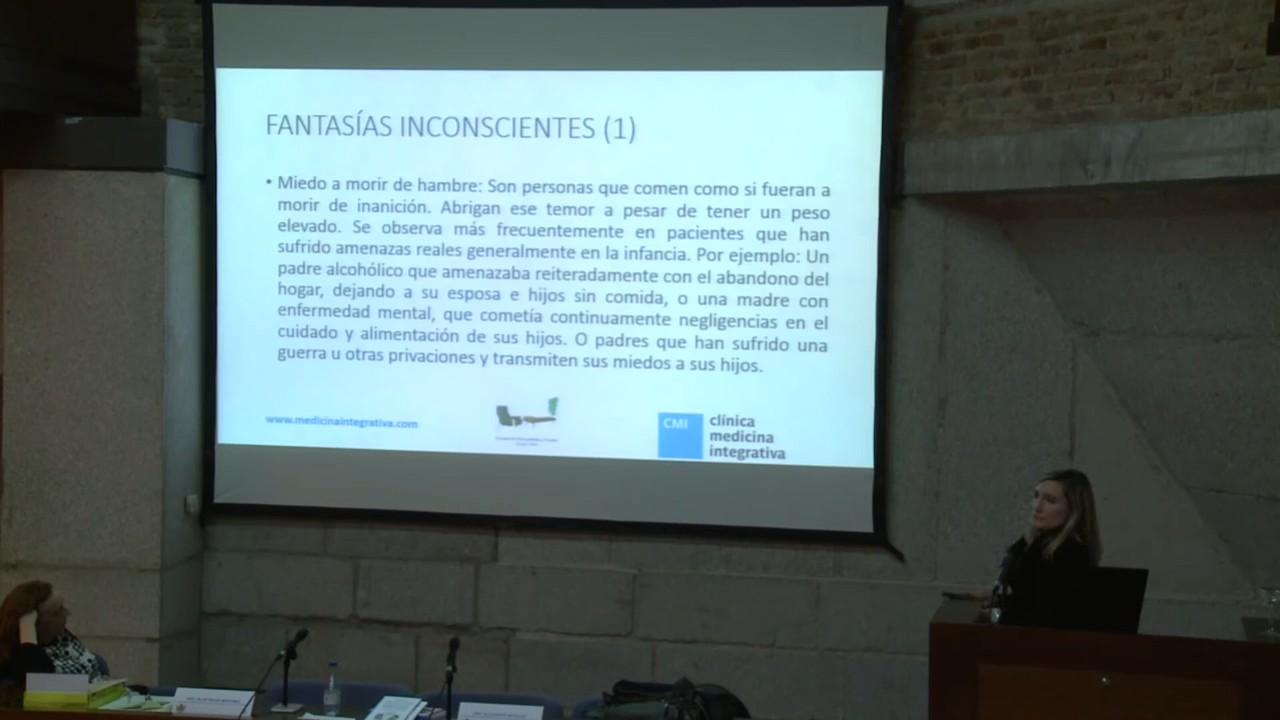 FANTASÍAS INCONSCIENTES (1)
• Miedo a morir de hambre: Son personas que comen como si fueran a
morir de inanición. Abrigan ese temor a pesar de tener un peso
elevado. Se observa más frecuentemente en pacientes que han
sufrido amenazas reales generalmente en la infancia. Por ejemplo: Un
padre alcohólico que amenazaba reiteradamente con el abandono del
hogar, dejando a su esposa e hijos sin comida, o una madre con
enfermedad mental, que cometía continuamente negligencias en el
cuidado y alimentación de sus hijos. O padres que han sufrido una
guerra u otras privaciones y transmiten sus miedos a sus hijos.
www.medicinaintegrativa.com
CMI
clínica
medicina
integrativa